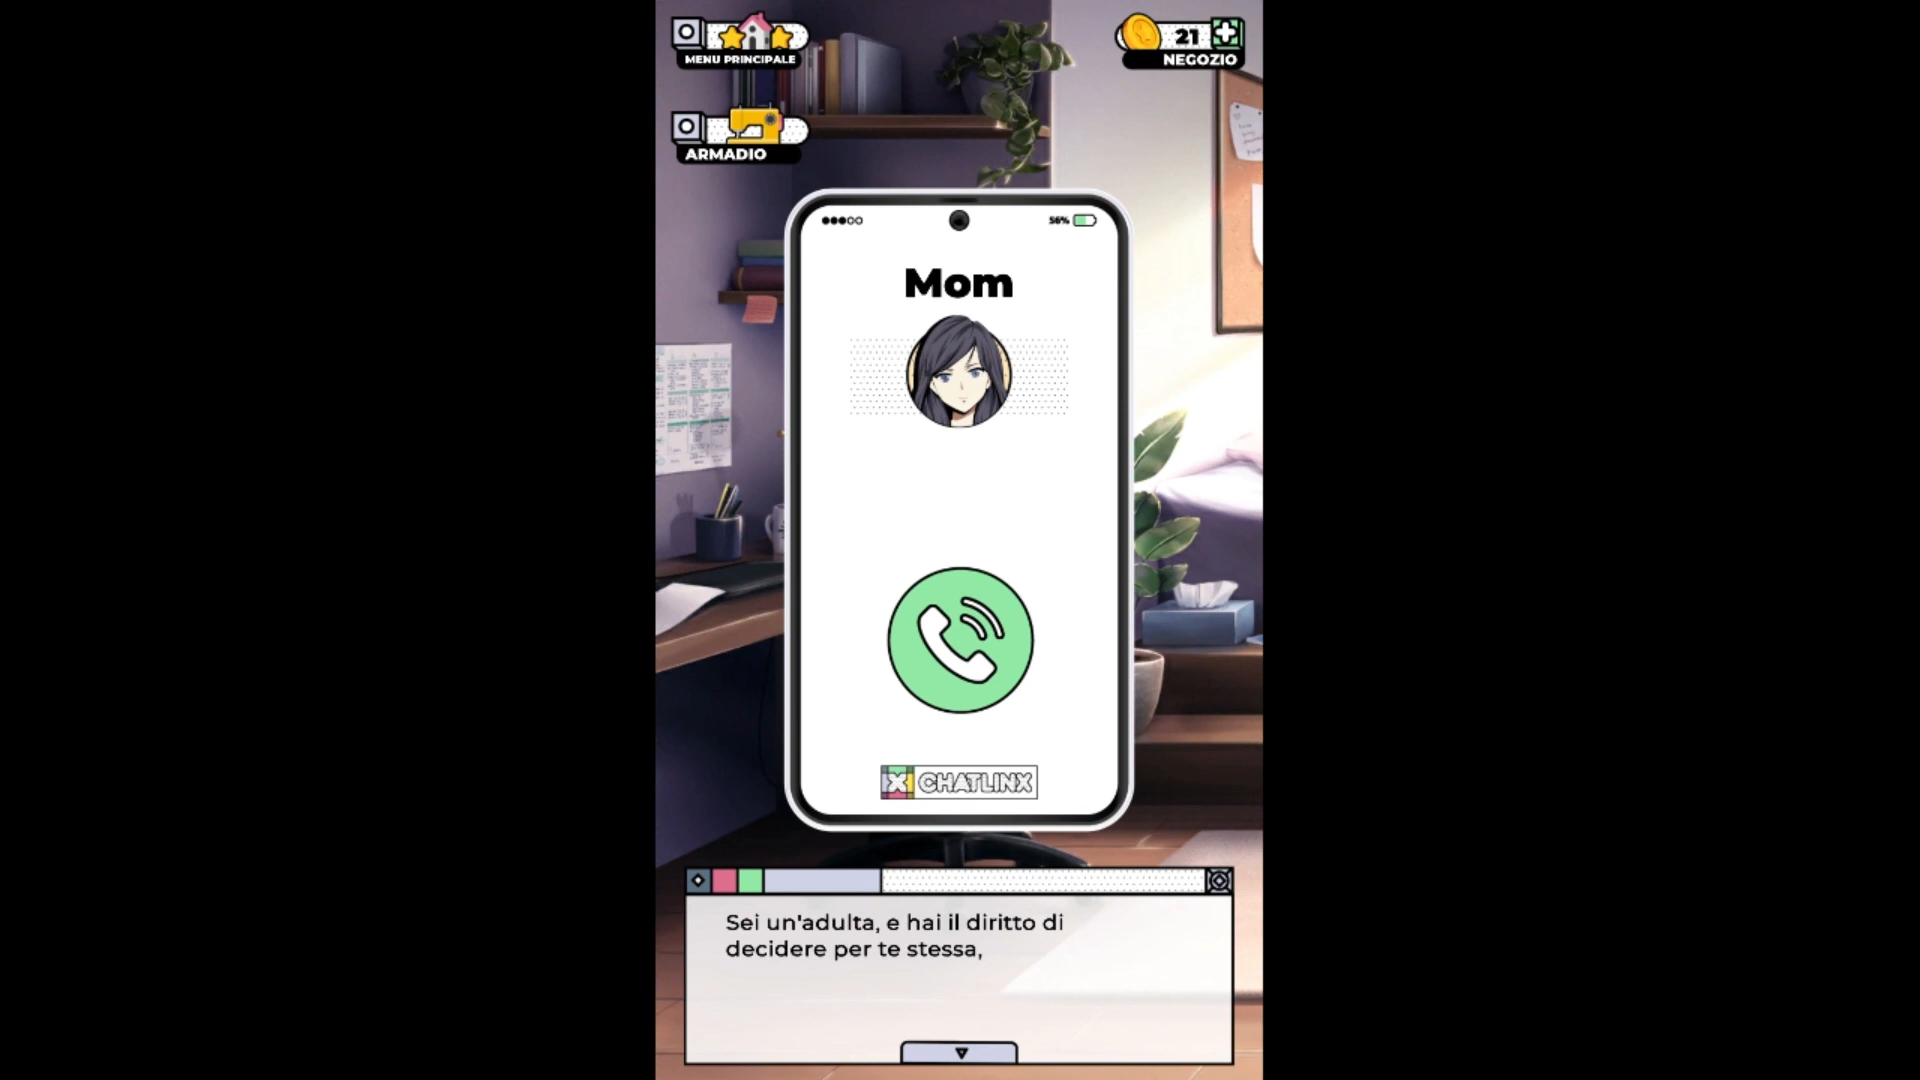 MENU PRINCIPALE
21
NEGOZIO
ARMADIO
56%
Mom
CHATLINX
Sei un'adulta, e hai il diritto di
decidere per te stessa,